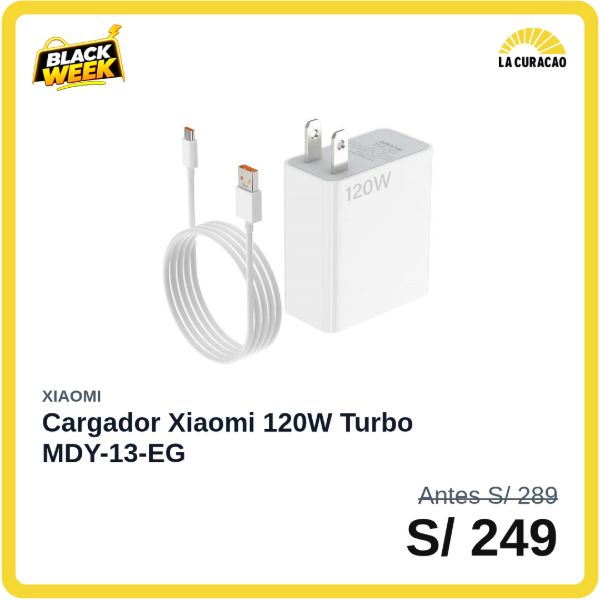 BLACK
WEEK
LA CURACAO
120W
XIAOMI
Cargador Xiaomi 120W Turbo
MDY-13-EG
Antes S/ 289
S/ 249